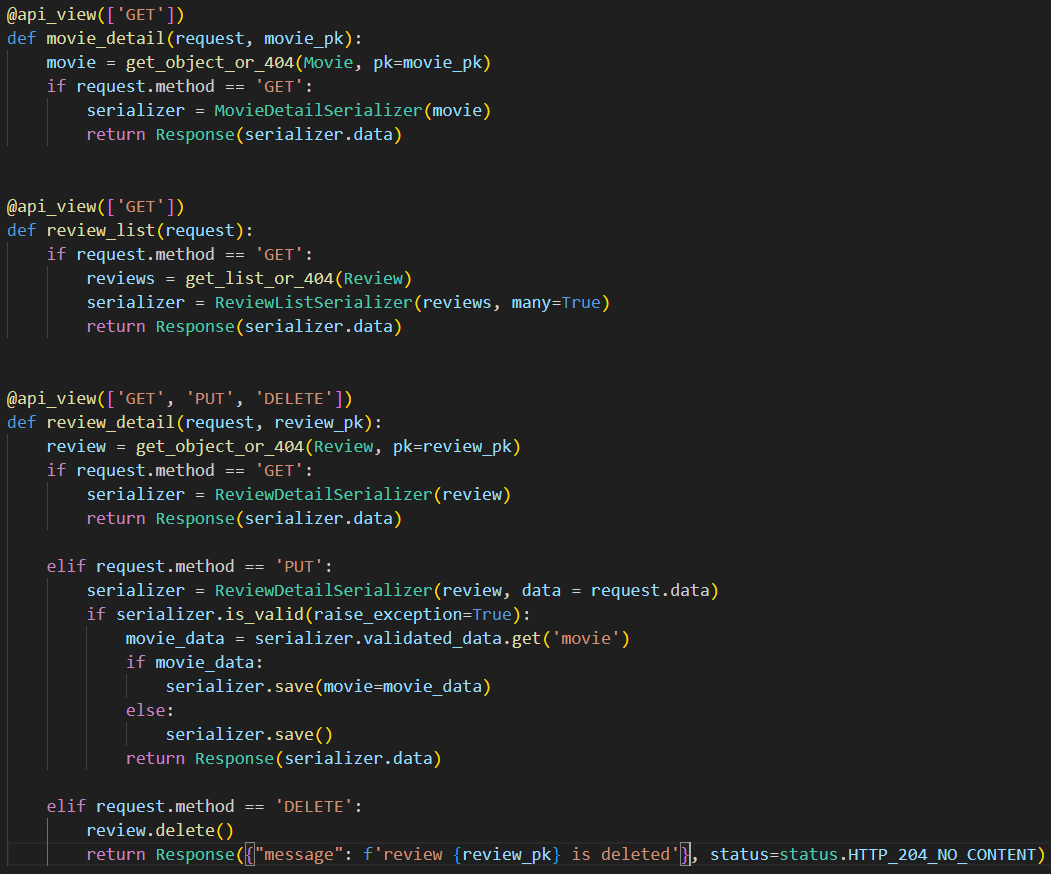 @api_view(['GET'])
def movie_detail(request, movie_pk):
    movie = get_object_or_404(Movie, pk=movie_pk)
    if request.method == 'GET':
        serializer = MovieDetailSerializer(movie)
        return Response(serializer.data)
@api_view(['GET'])
def review_list(request):
    if request.method == 'GET':
        reviews = get_list_or_404(Review)
        serializer = ReviewListSerializer(reviews, many=True)
        return Response(serializer.data)
@api_view(['GET', 'PUT', 'DELETE'])
def review_detail(request, review_pk):
    review = get_object_or_404(Review, pk=review_pk)
    if request.method == 'GET':
        serializer = ReviewDetailSerializer(review)
        return Response(serializer.data)
    elif request.method == 'PUT':
        serializer = ReviewDetailSerializer(review, data = request.data)
        if serializer.is_valid(raise_exception=True):
            movie_data = serializer.validated_data.get('movie')
            if movie_data:
                serializer.save(movie=movie_data)
            else:
                serializer.save()
            return Response(serializer.data)
    elif request.method == 'DELETE':
        review.delete()
        return Response({"message": f'review {review_pk} is deleted'}, status=status.HTTP_204_NO_CONTENT)